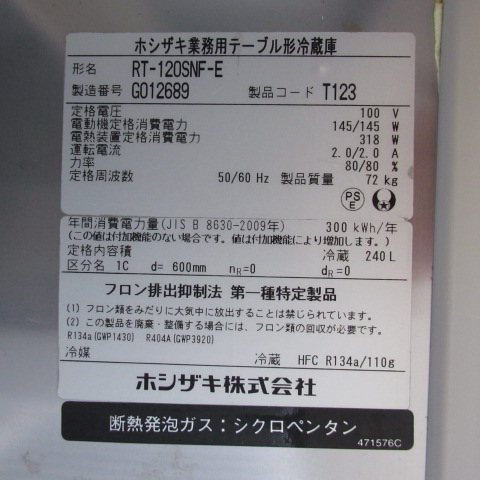 ホシザキ業務用テーブル形冷蔵庫
形名 RT-120SNF-E
製造番号 G012689 製品コード T123
定格電圧 100 V
電動機定格消費電力 145/145 W
電熱装置定格消費電力 318 W
運転電流 2.0/2.0 A
力率 80/80 %
定格周波数 50/60 Hz 製品質量 72 kg
PS E
年間消費電力量(JIS B 8630-2009年) 300 kWh/年
(この値は付加機能のない場合です。値は付加機能により増加します。)
定格内容積 冷蔵 240 L
区分名 1C d= 600mm nR=0 dR=0
フロン排出抑制法 第一種特定製品
(1) フロン類をみだりに大気中に放出することは禁じられています。
(2) この製品を廃棄・整備する場合には、フロン類の回収が必要です。
R134a(GWP1430) R404A(GWP3920)
冷媒 冷蔵 HFC R134a/110g
ホシザキ株式会社
断熱発泡ガス:シクロペンタン
471576C